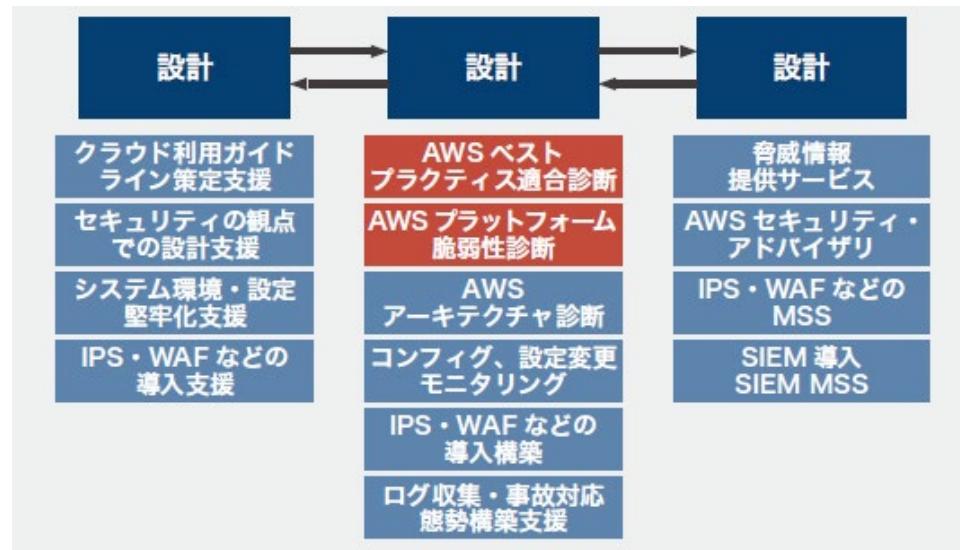 設計
設計
設計
クラウド利用ガイド
ライン策定支援
セキュリティの観点
での設計支援
システム環境・設定
堅牢化支援
IPS・WAF などの
導入支援
AWS ベスト
プラクティス適合診断
AWS プラットフォーム
脆弱性診断
AWS
アーキテクチャ診断
コンフィグ、設定変更
モニタリング
IPS・WAF などの
導入構築
ログ収集・事故対応
態勢構築支援
脅威情報
提供サービス
AWS セキュリティ・
アドバイザリ
IPS・WAF などの
MSS
SIEM 導入
SIEM MSS